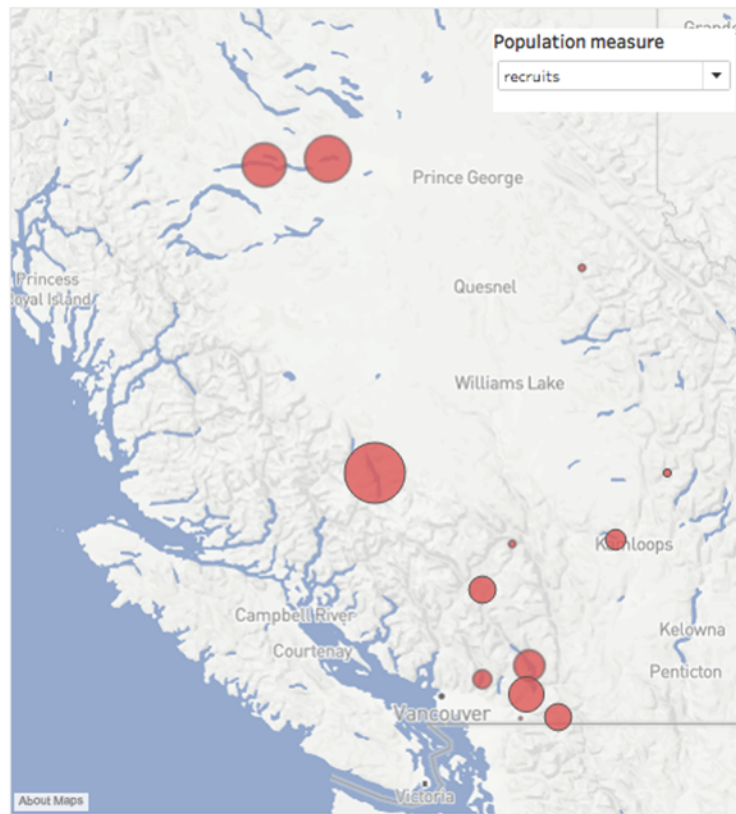 Grande
Population measure
recruits
Prince George
Princess
Royal Island
Quesnel
Williams Lake
Kamloops
Campbell River
Courtenay
Kelowna
Penticton
Vancouver
Victoria
About Maps